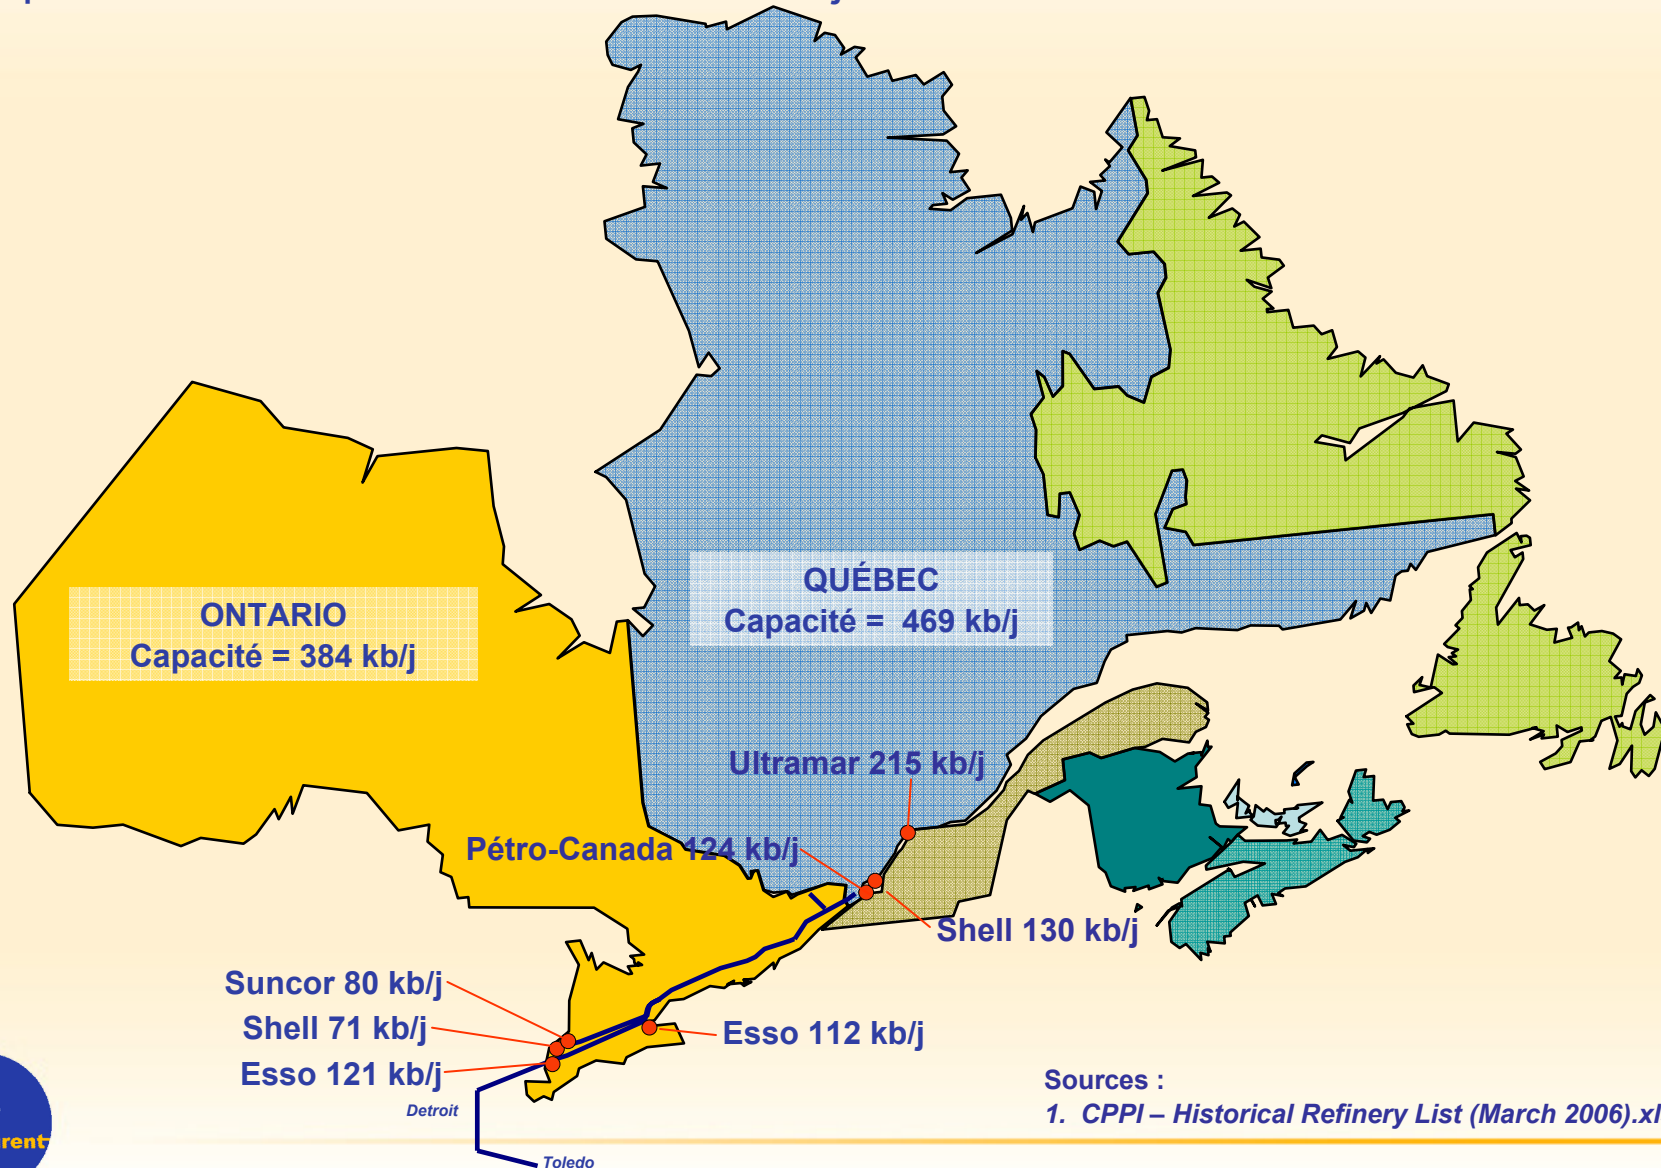 ONTARIO
Capacité = 384 kb/j
QUÉBEC
Capacité = 469 kb/j
Ultramar 215 kb/j
Pétro-Canada 124 kb/j
Shell 130 kb/j
Suncor 80 kb/j
Shell 71 kb/j
Esso 121 kb/j
Esso 112 kb/j
Detroit
Toledo
Sources :
1. CPPI – Historical Refinery List (March 2006).xl
rent